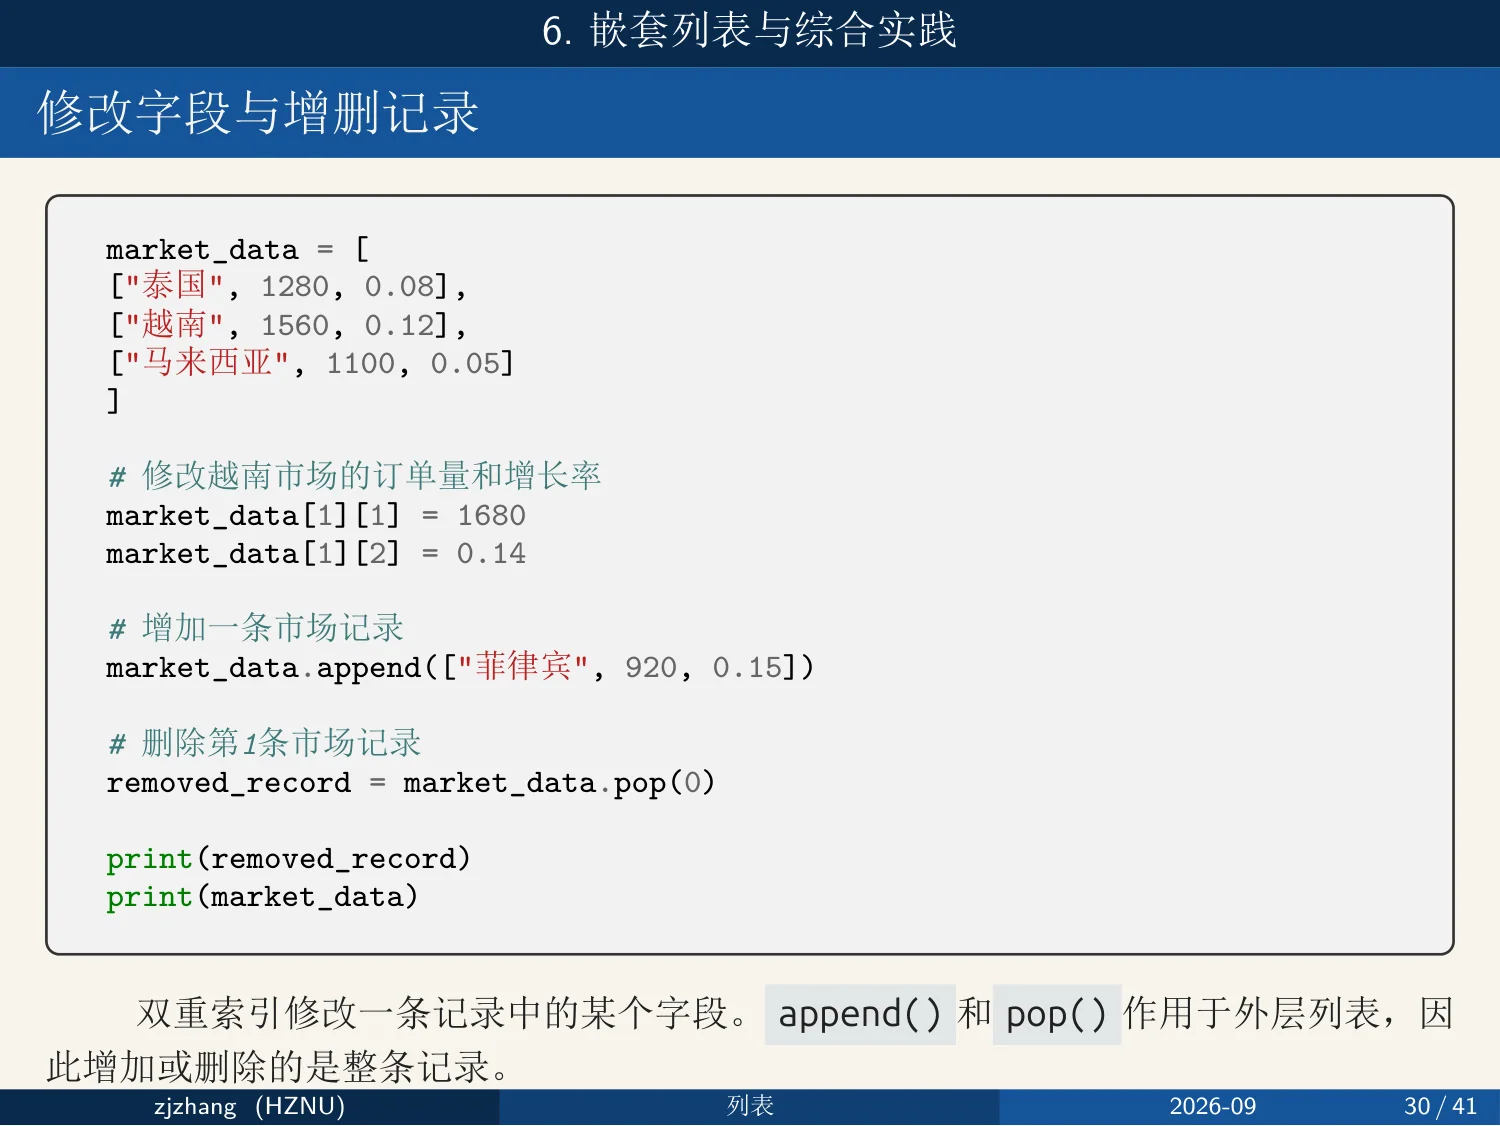 6. 嵌套列表与综合实践
修改字段与增删记录
market_data = [
["泰国", 1280, 0.08],
["越南", 1560, 0.12],
["马来西亚", 1100, 0.05]
]
# 修改越南市场的订单量和增长率
market_data[1][1] = 1680
market_data[1][2] = 0.14
# 增加一条市场记录
market_data.append(["菲律宾", 920, 0.15])
# 删除第1条市场记录
removed_record = market_data.pop(0)
print(removed_record)
print(market_data)
双重索引修改一条记录中的某个字段。append()和pop()作用于外层列表，因
此增加或删除的是整条记录。
zjzhang (HZNU) 列表 2026-09 30 / 41